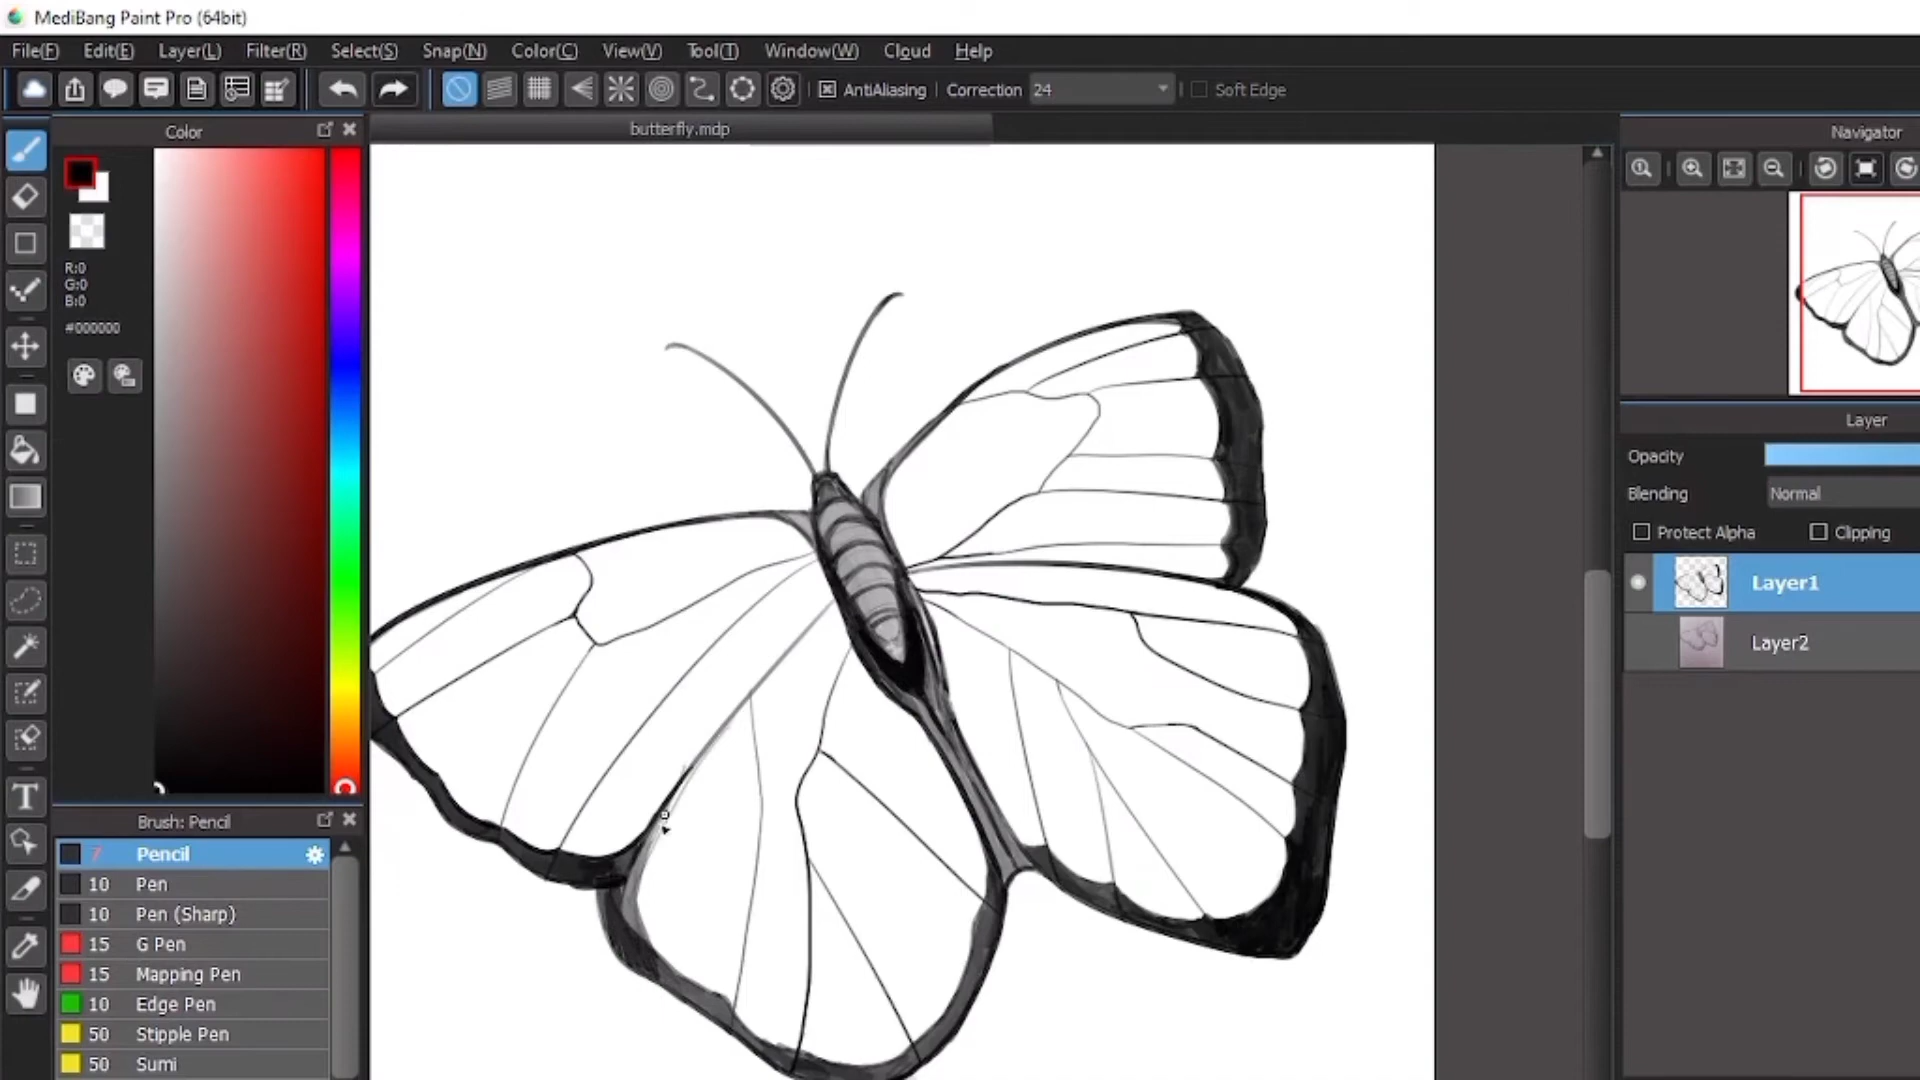 MediBang Paint Pro (64bit)
File(F) Edit(E) Layer(L) Filter(R) Select(S) Snap(N) Color(C) View(V) Tool(T) Window(W) Cloud Help
AntiAliasing Correction 24 Soft Edge
Color
butterfly.mdp
Navigator
R:0
G:0
B:0
#000000
Layer
Opacity
Blending Normal
Protect Alpha Clipping
Layer1
Layer2
Brush: Pencil
7 Pencil
10 Pen
10 Pen (Sharp)
15 G Pen
15 Mapping Pen
10 Edge Pen
50 Stipple Pen
50 Sumi